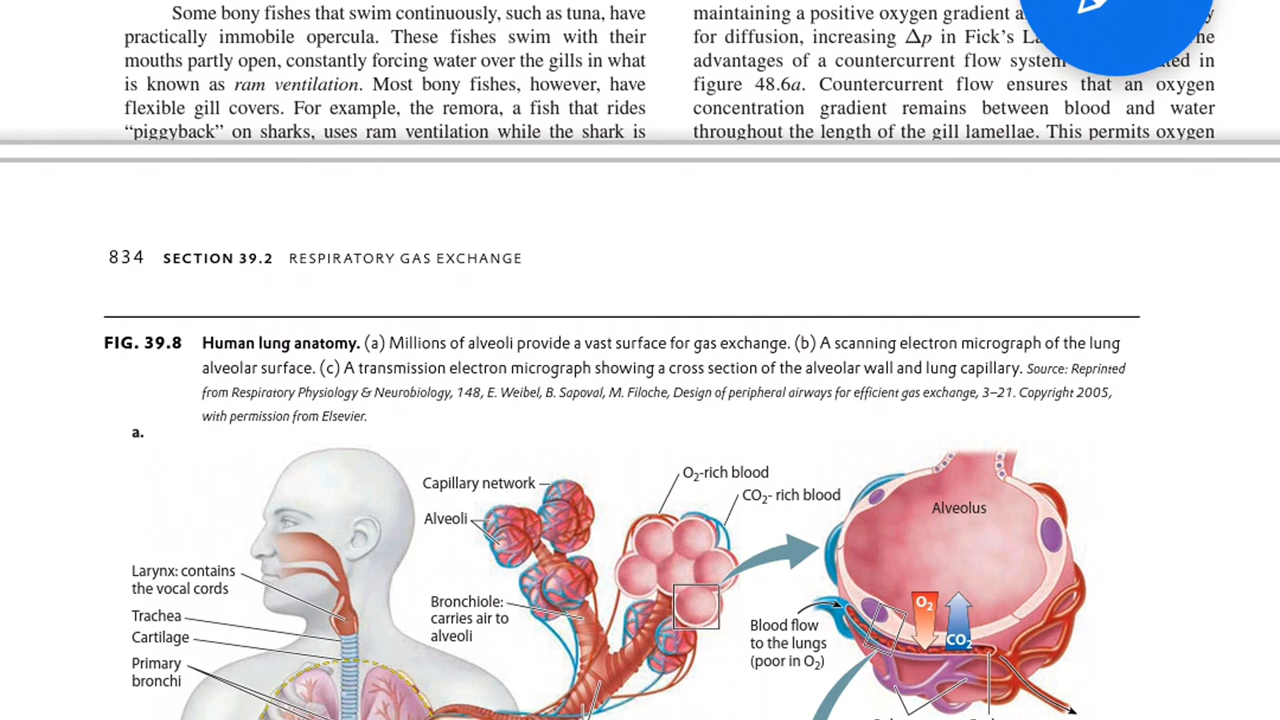 Some bony fishes that swim continuously, such as tuna, have
practically immobile opercula. These fishes swim with their
mouths partly open, constantly forcing water over the gills in what
is known as ram ventilation. Most bony fishes, however, have
flexible gill covers. For example, the remora, a fish that rides
“piggyback” on sharks, uses ram ventilation while the shark is
maintaining a positive oxygen gradient
for diffusion, increasing Δp in Fick’s
advantages of a countercurrent flow system in
figure 48.6a. Countercurrent flow ensures that an oxygen
concentration gradient remains between blood and water
throughout the length of the gill lamellae. This permits oxygen
834 SECTION 39.2 RESPIRATORY GAS EXCHANGE
FIG. 39.8 Human lung anatomy. (a) Millions of alveoli provide a vast surface for gas exchange. (b) A scanning electron micrograph of the lung
alveolar surface. (c) A transmission electron micrograph showing a cross section of the alveolar wall and lung capillary. Source: Reprinted
from Respiratory Physiology & Neurobiology, 148, E. Weibel, B. Sapoval, M. Filoche, Design of peripheral airways for efficient gas exchange, 3–21. Copyright 2005,
with permission from Elsevier.
a.
Capillary network
Alveoli
O₂-rich blood
CO₂- rich blood
Alveolus
Larynx: contains
the vocal cords
Trachea
Cartilage
Primary
bronchi
Bronchiole:
carries air to
alveoli
Blood flow
to the lungs
(poor in O₂)
O₂
CO₂